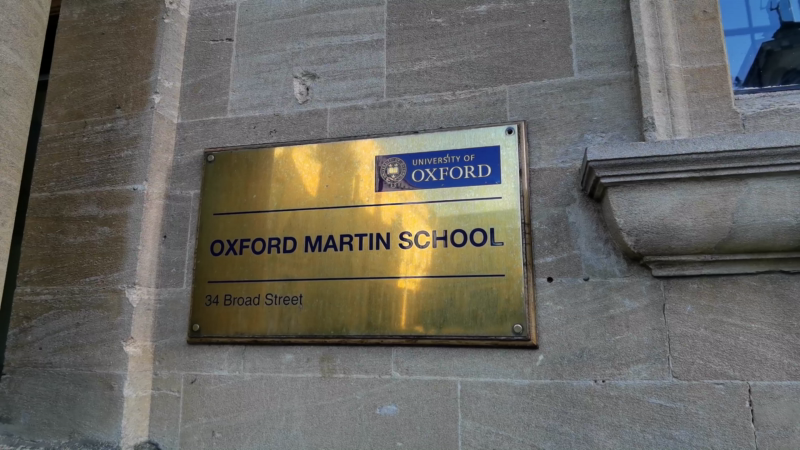 UNIVERSITY OF
OXFORD
OXFORD MARTIN SCHOOL
34 Broad Street